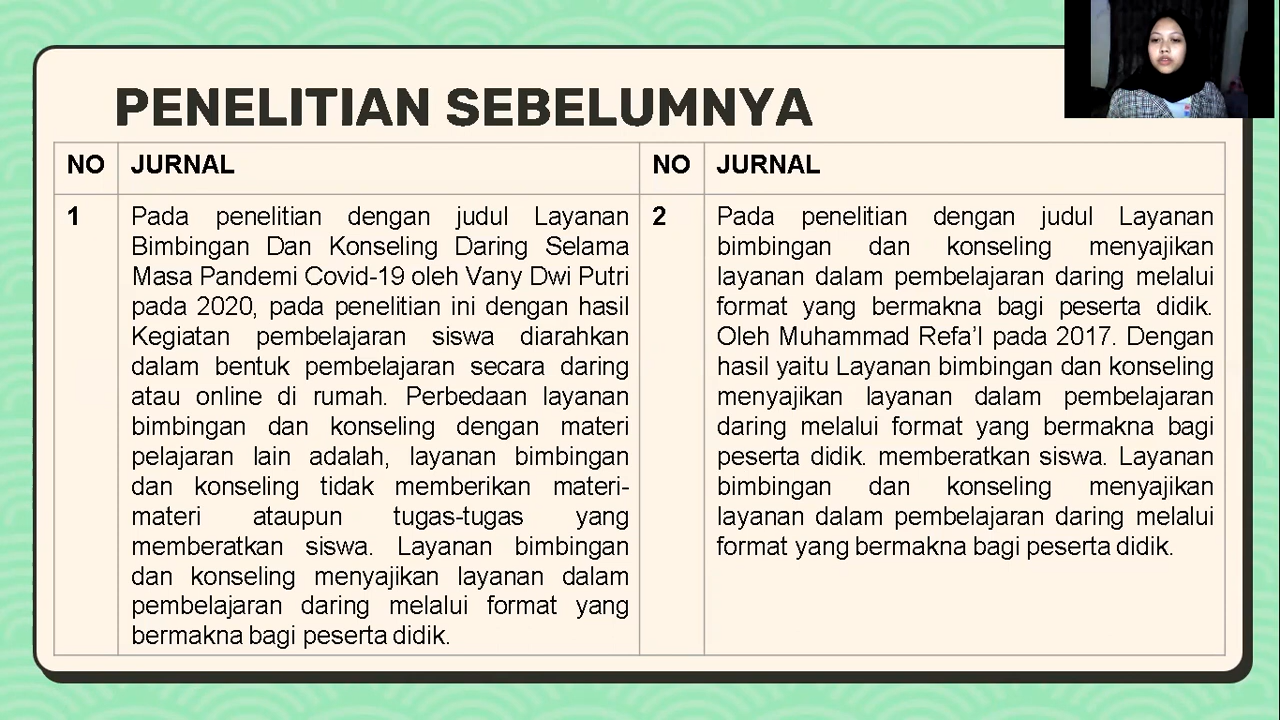 PENELITIAN SEBELUMNYA
NO JURNAL NO JURNAL
1
Pada penelitian dengan judul Layanan
Bimbingan Dan Konseling Daring Selama
Masa Pandemi Covid-19 oleh Vany Dwi Putri
pada 2020, pada penelitian ini dengan hasil
Kegiatan pembelajaran siswa diarahkan
dalam bentuk pembelajaran secara daring
atau online di rumah. Perbedaan layanan
bimbingan dan konseling dengan materi
pelajaran lain adalah, layanan bimbingan
dan konseling tidak memberikan materi-
materi ataupun tugas-tugas yang
memberatkan siswa. Layanan bimbingan
dan konseling menyajikan layanan dalam
pembelajaran daring melalui format yang
bermakna bagi peserta didik.
2
Pada penelitian dengan judul Layanan
bimbingan dan konseling menyajikan
layanan dalam pembelajaran daring melalui
format yang bermakna bagi peserta didik.
Oleh Muhammad Refa’I pada 2017. Dengan
hasil yaitu Layanan bimbingan dan konseling
menyajikan layanan dalam pembelajaran
daring melalui format yang bermakna bagi
peserta didik. memberatkan siswa. Layanan
bimbingan dan konseling menyajikan
layanan dalam pembelajaran daring melalui
format yang bermakna bagi peserta didik.